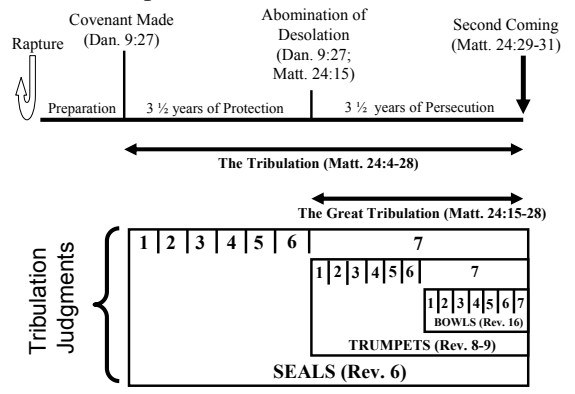 Covenant Made
(Dan. 9:27)
Abomination of
Desolation
(Dan. 9:27;
Matt. 24:15)
Second Coming
(Matt. 24:29-31)
Rapture
Preparation
3 ½ years of Protection
3 ½ years of Persecution
The Tribulation (Matt. 24:4-28)
The Great Tribulation (Matt. 24:15-28)
Tribulation
Judgments
1 2 3 4 5 6 7
1 2 3 4 5 6 7
1 2 3 4 5 6 7
BOWLS (Rev. 16)
TRUMPETS (Rev. 8-9)
SEALS (Rev. 6)